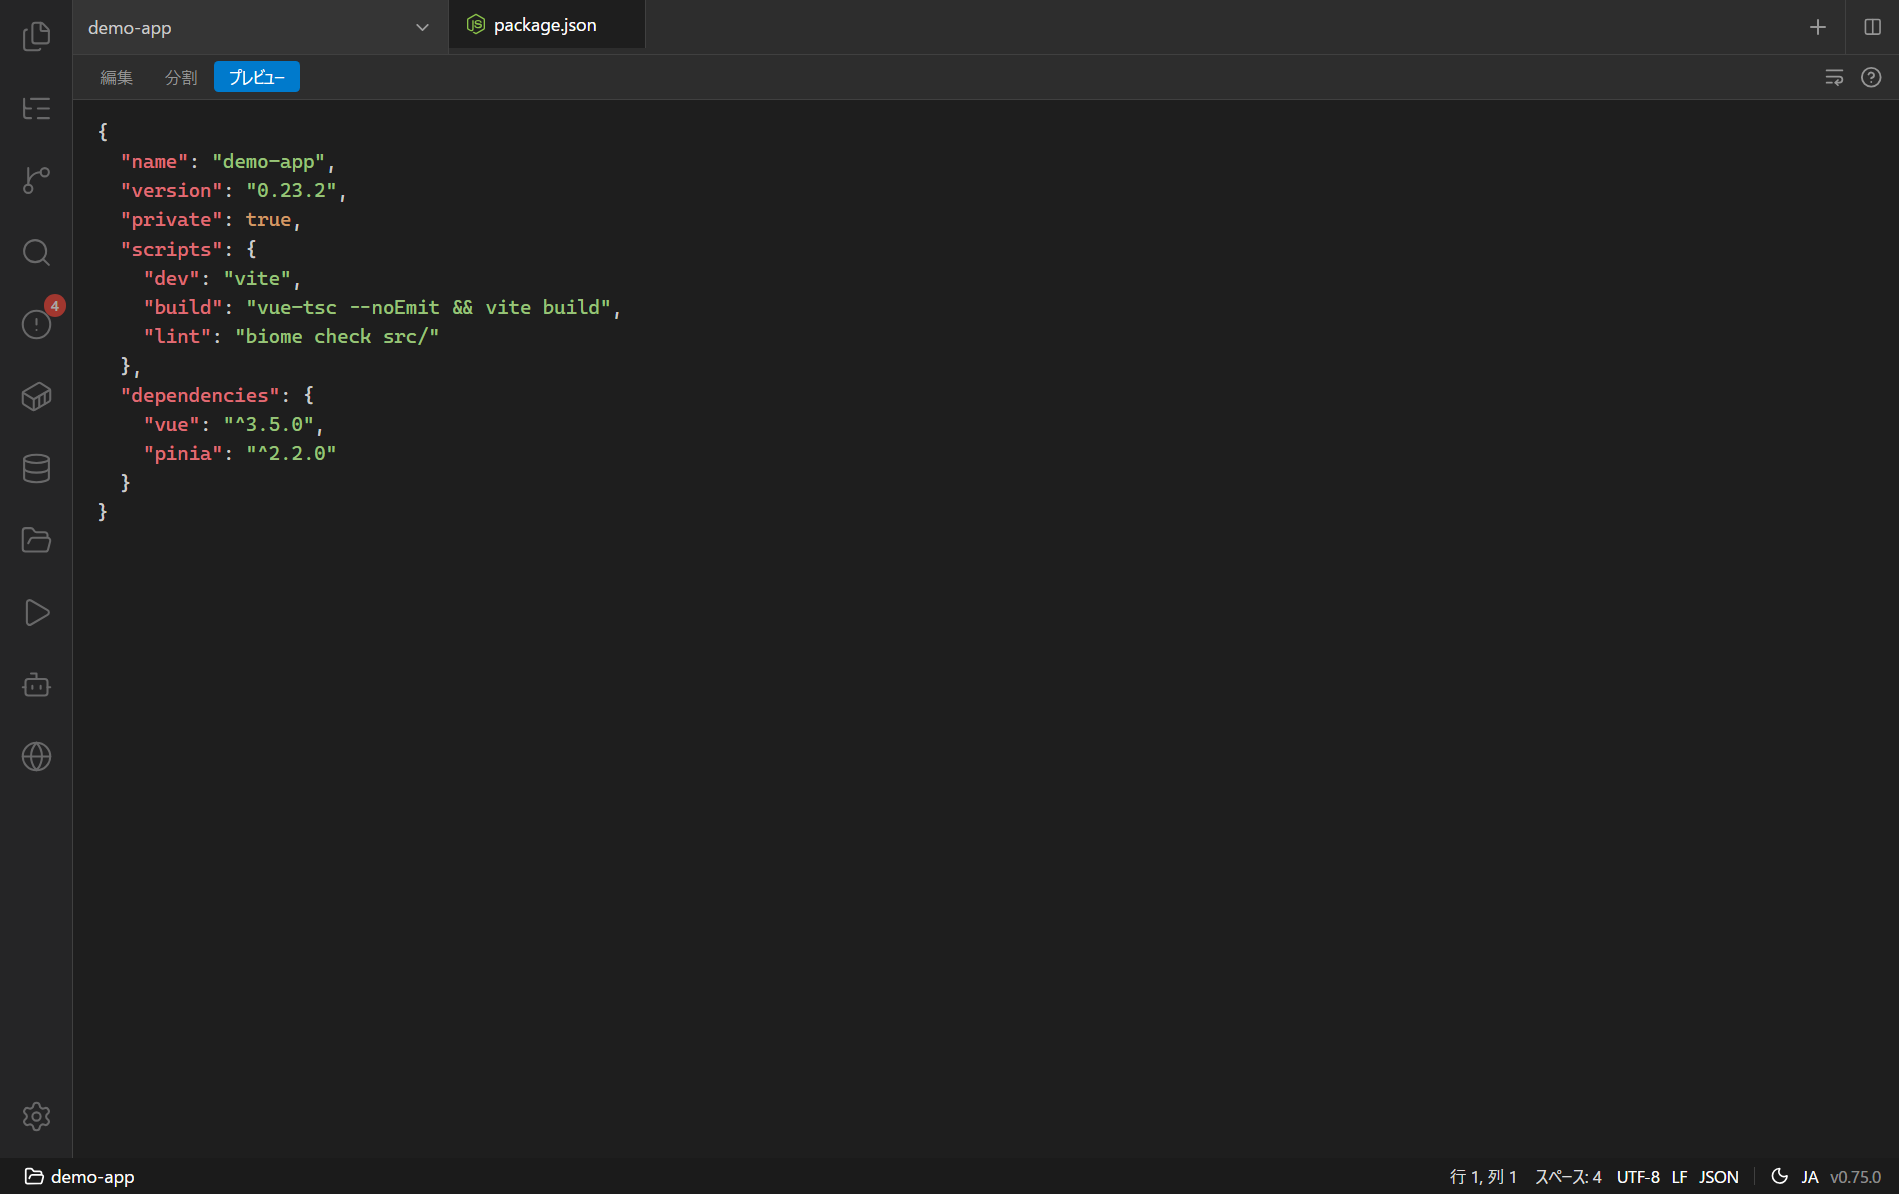 demo-app
package.json
編集 分割 プレビュー
{
  "name": "demo-app",
  "version": "0.23.2",
  "private": true,
  "scripts": {
    "dev": "vite",
    "build": "vue-tsc --noEmit && vite build",
    "lint": "biome check src/"
  },
  "dependencies": {
    "vue": "^3.5.0",
    "pinia": "^2.2.0"
  }
}
4
demo-app
行 1, 列 1 スペース: 4 UTF-8 LF JSON JA v0.75.0